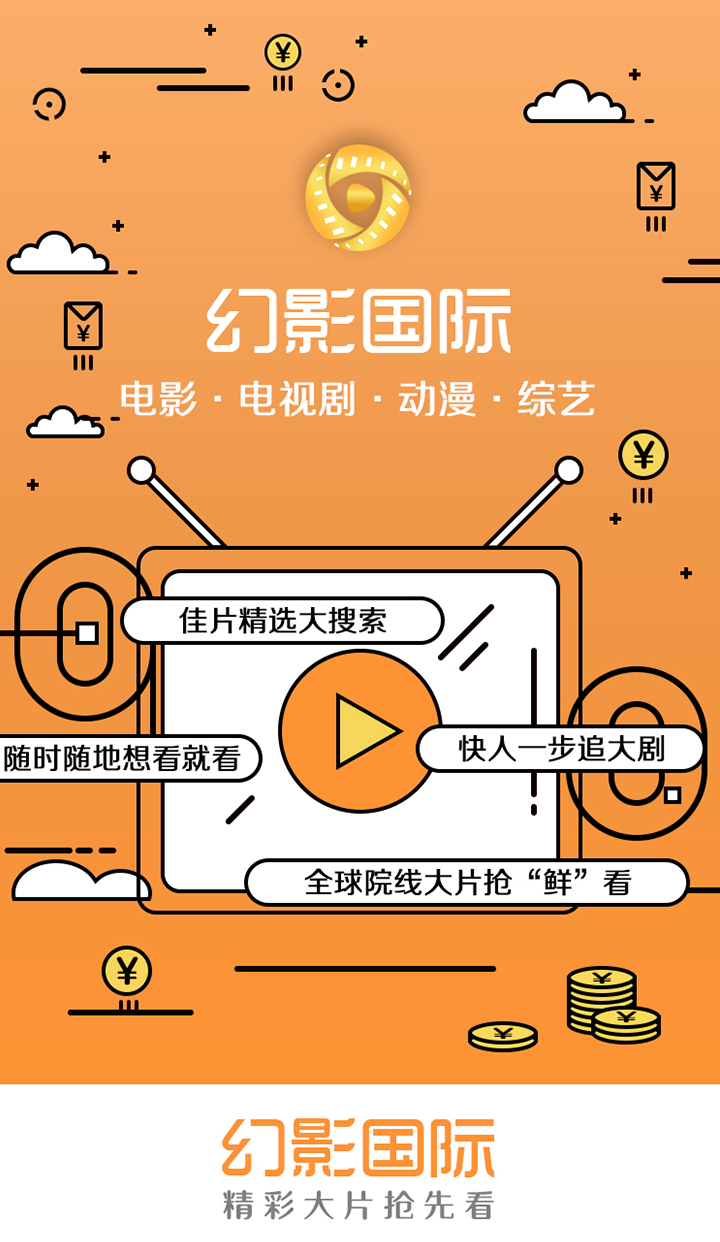 ¥
¥
¥
幻影国际
电影·电视剧·动漫·综艺
¥
佳片精选大搜索
快人一步追大剧
随时随地想看就看
全球院线大片抢“鲜”看
¥
¥
¥
¥
幻影国际
精彩大片抢先看